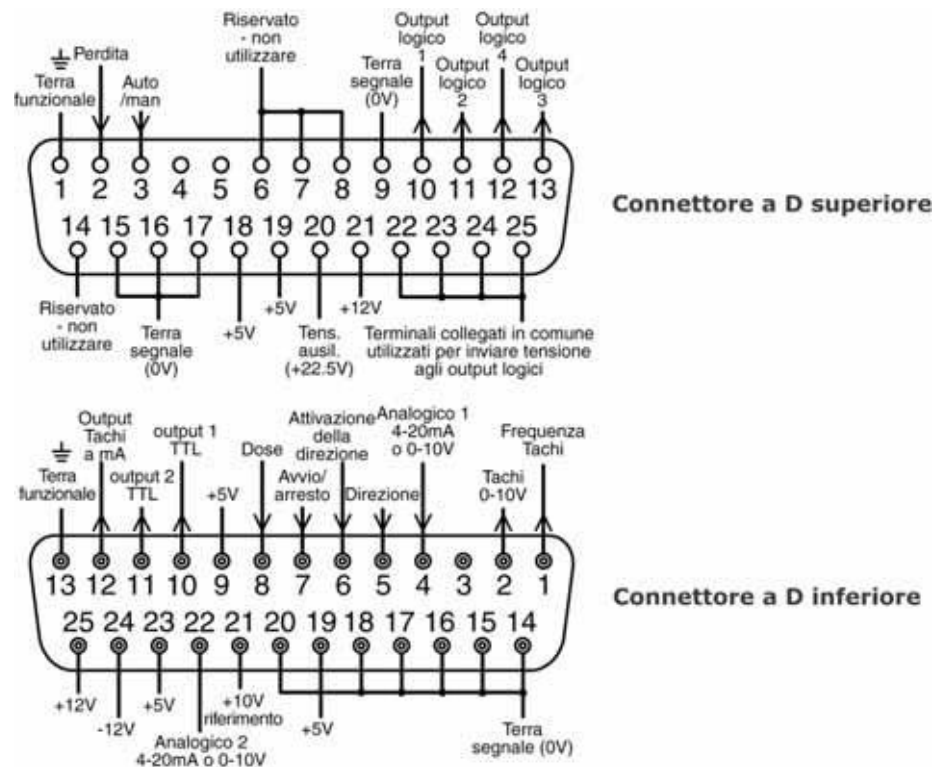 Riservato
- non
utilizzare
Output
logico
1
Output
logico
4
Perdita
Terra
funzionale
Auto
/man
Terra
segnale
(0V)
Output
logico
2
Output
logico
3
1 2 3 4 5 6 7 8 9 10 11 12 13
14 15 16 17 18 19 20 21 22 23 24 25
Connettore a D superiore
Riservato
- non
utilizzare
Terra
segnale
(0V)
+5V
+5V
Tens.
ausil.
(+22.5V)
+12V
Terminali collegati in comune
utilizzati per inviare tensione
agli output logici
Terra
funzionale
Output
Tachi
a mA
output 2
TTL
output 1
TTL
+5V
Dose
Avvio/
arresto
Attivazione
della
direzione
Direzione
Analogico 1
4-20mA
o 0-10V
Tachi
0-10V
Frequenza
Tachi
13 12 11 10 9 8 7 6 5 4 3 2 1
25 24 23 22 21 20 19 18 17 16 15 14
Connettore a D inferiore
+12V
-12V
+5V
Analogico 2
4-20mA o 0-10V
+10V
riferimento
+5V
Terra
segnale (0V)